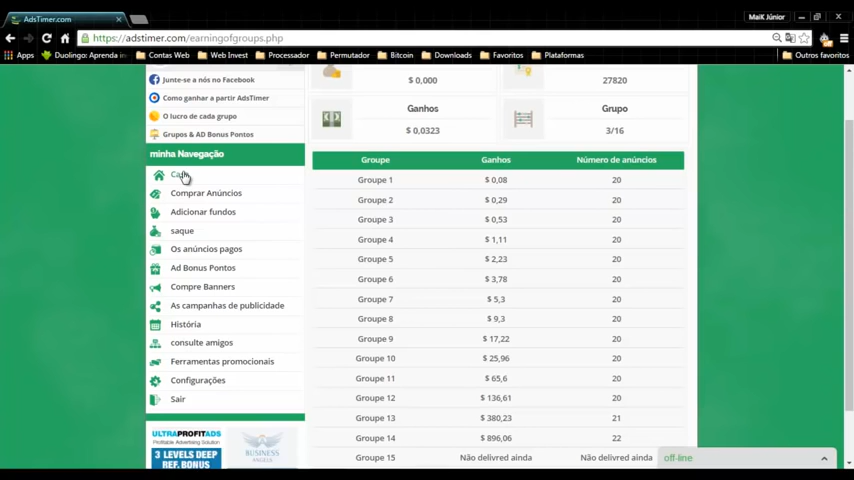 AdsTimer.com
MaiK Júnior
https://adstimer.com/earningofgroups.php
Apps
Duolingo: Aprenda in
Contas Web
Web Invest
Processador
Permutador
Bitcoin
Downloads
Favoritos
Plataformas
Outros favoritos
Junte-se a nós no Facebook
Como ganhar a partir AdsTimer
O lucro de cada grupo
Grupos & AD Bonus Pontos
minha Navegação
Comprar Anúncios
Adicionar fundos
saque
Os anúncios pagos
Ad Bonus Pontos
Compre Banners
As campanhas de publicidade
História
consulte amigos
Ferramentas promocionais
Configurações
Sair
ULTRAPROFITADS
Profitable Advertising Solution
3 LEVELS DEEP
REF. BONUS
BUSINESS
$ 0,000
27820
Ganhos
$ 0,0323
Grupo
3/16
Groupe Ganhos Número de anúncios
Groupe 1 $ 0,08 20
Groupe 2 $ 0,29 20
Groupe 3 $ 0,53 20
Groupe 4 $ 1,11 20
Groupe 5 $ 2,23 20
Groupe 6 $ 3,78 20
Groupe 7 $ 5,3 20
Groupe 8 $ 9,3 20
Groupe 9 $ 17,22 20
Groupe 10 $ 25,96 20
Groupe 11 $ 65,6 20
Groupe 12 $ 136,61 20
Groupe 13 $ 380,23 21
Groupe 14 $ 896,06 22
Groupe 15 Não delivred ainda Não delivred ainda
off-line